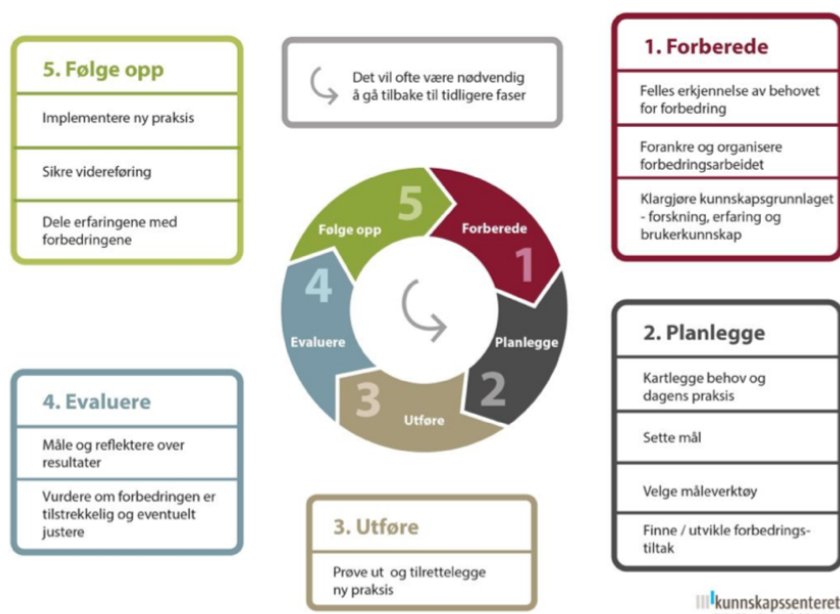 5. Følge opp
Implementere ny praksis
Sikre videreføring
Dele erfaringene med
forbedringene
Det vil ofte være nødvendig
å gå tilbake til tidligere faser
1. Forberede
Felles erkjennelse av behovet
for forbedring
Forankre og organisere
forbedringsarbeidet
Klargjøre kunnskapsgrunnlaget
- forskning, erfaring og
brukerkunnskap
5
Følge opp
Forberede
1
4
Evaluere
Planlegge
2
3
Utføre
2. Planlegge
Kartlegge behov og
dagens praksis
Sette mål
Velge måleverktøy
Finne / utvikle forbedrings-
tiltak
4. Evaluere
Måle og reflektere over
resultater
Vurdere om forbedringen er
tilstrekkelig og eventuelt
justere
3. Utføre
Prøve ut og tilrettelegge
ny praksis
kunnskapssenteret